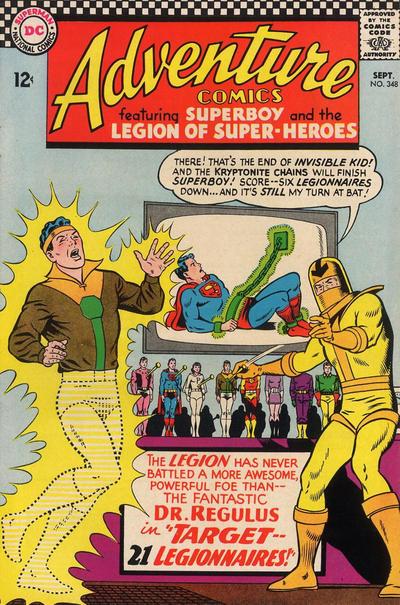 SUPERMAN
DC
NATIONAL COMICS
APPROVED
BY THE
COMICS
CODE
AUTHORITY
12¢
Adventure
COMICS
SEPT.
NO. 348
featuring SUPERBOY and the
LEGION OF SUPER-HEROES
THERE! THAT'S THE END OF INVISIBLE KID!
AND THE KRYPTONITE CHAINS WILL FINISH
SUPERBOY! SCORE--SIX LEGIONNAIRES
DOWN...AND IT'S STILL MY TURN AT BAT!
THE LEGION HAS NEVER
BATTLED A MORE AWESOME,
POWERFUL FOE THAN--
THE FANTASTIC
DR. REGULUS
in "TARGET--
21 LEGIONNAIRES!"